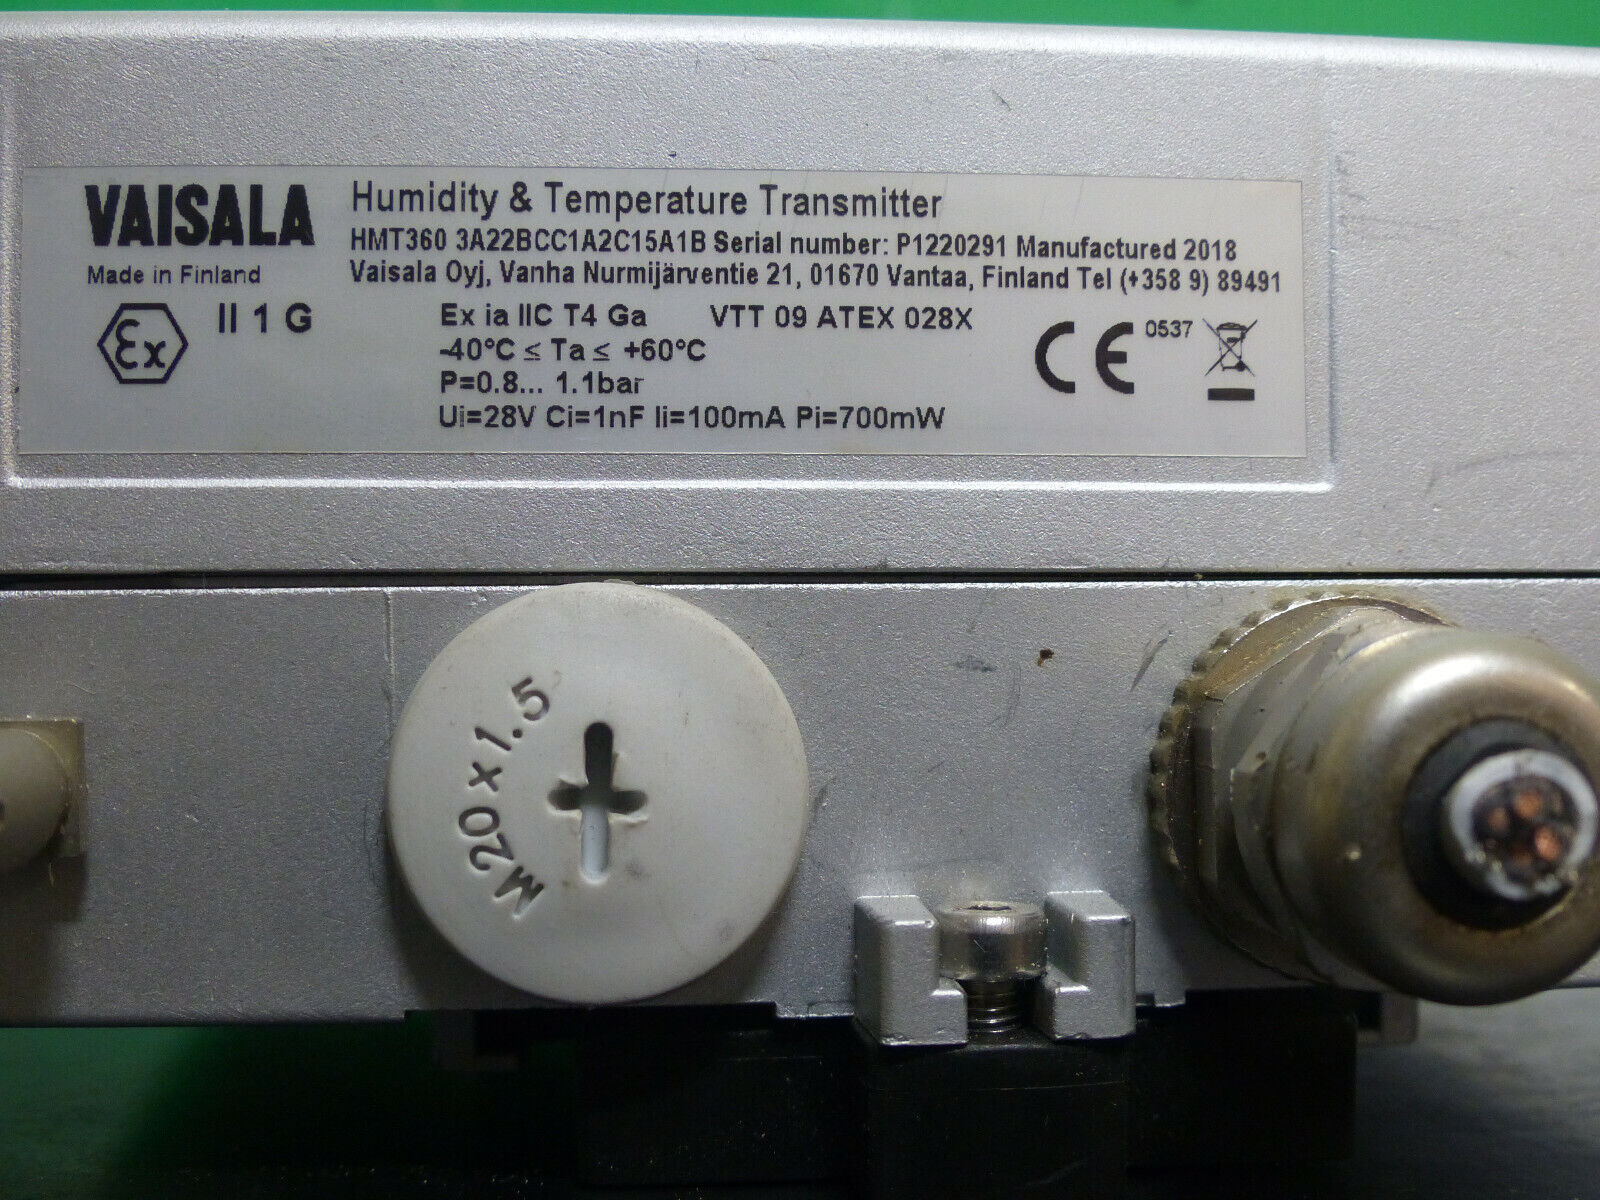 VAISALA
Made in Finland
Humidity & Temperature Transmitter
HMT360 3A22BCC1A2C15A1B Serial number: P1220291 Manufactured 2018
Vaisala Oyj, Vanha Nurmijärventie 21, 01670 Vantaa, Finland Tel (+358 9) 89491
Ex II 1 G
Ex ia IIC T4 Ga VTT 09 ATEX 028X
-40°C ≤ Ta ≤ +60°C
P=0.8... 1.1bar
Ui=28V Ci=1nF Ii=100mA Pi=700mW
CE 0537
M20x1.5